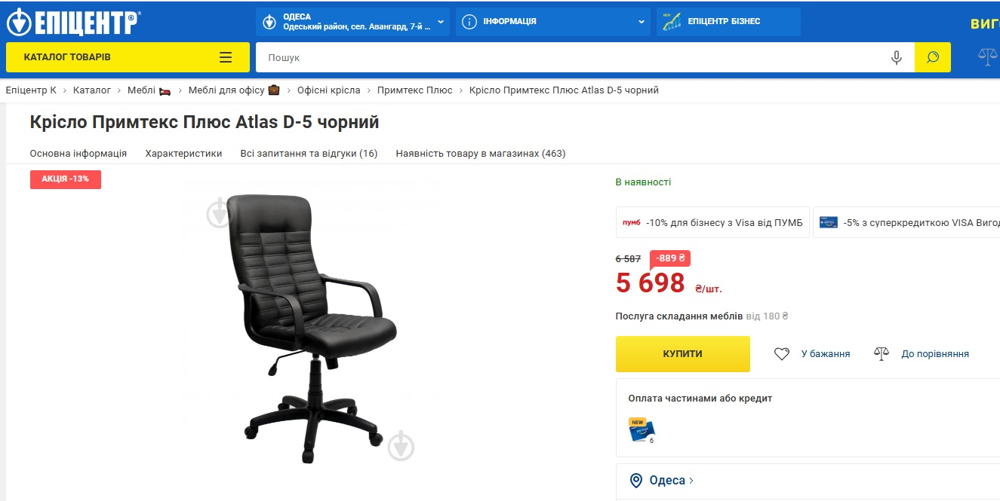 ЕПІЦЕНТР®
ОДЕСА
Одеський район, сел. Авангард, 7-й ...
ІНФОРМАЦІЯ
NEW
ЕПІЦЕНТР БІЗНЕС
КАТАЛОГ ТОВАРІВ
Пошук
Епіцентр К > Каталог > Меблі > Меблі для офісу > Офісні крісла > Примтекс Плюс > Крісло Примтекс Плюс Atlas D-5 чорний
Крісло Примтекс Плюс Atlas D-5 чорний
Основна інформація Характеристики Всі запитання та відгуки (16) Наявність товару в магазинах (463)
АКЦІЯ -13%
В наявності
пумб -10% для бізнесу з Visa від ПУМБ
-5% з суперкредиткою VISA
6 587 -889 ₴
5 698 ₴/шт.
Послуга складання меблів від 180 ₴
КУПИТИ
У бажання
До порівняння
Оплата частинами або кредит
NEW
6
Одеса >